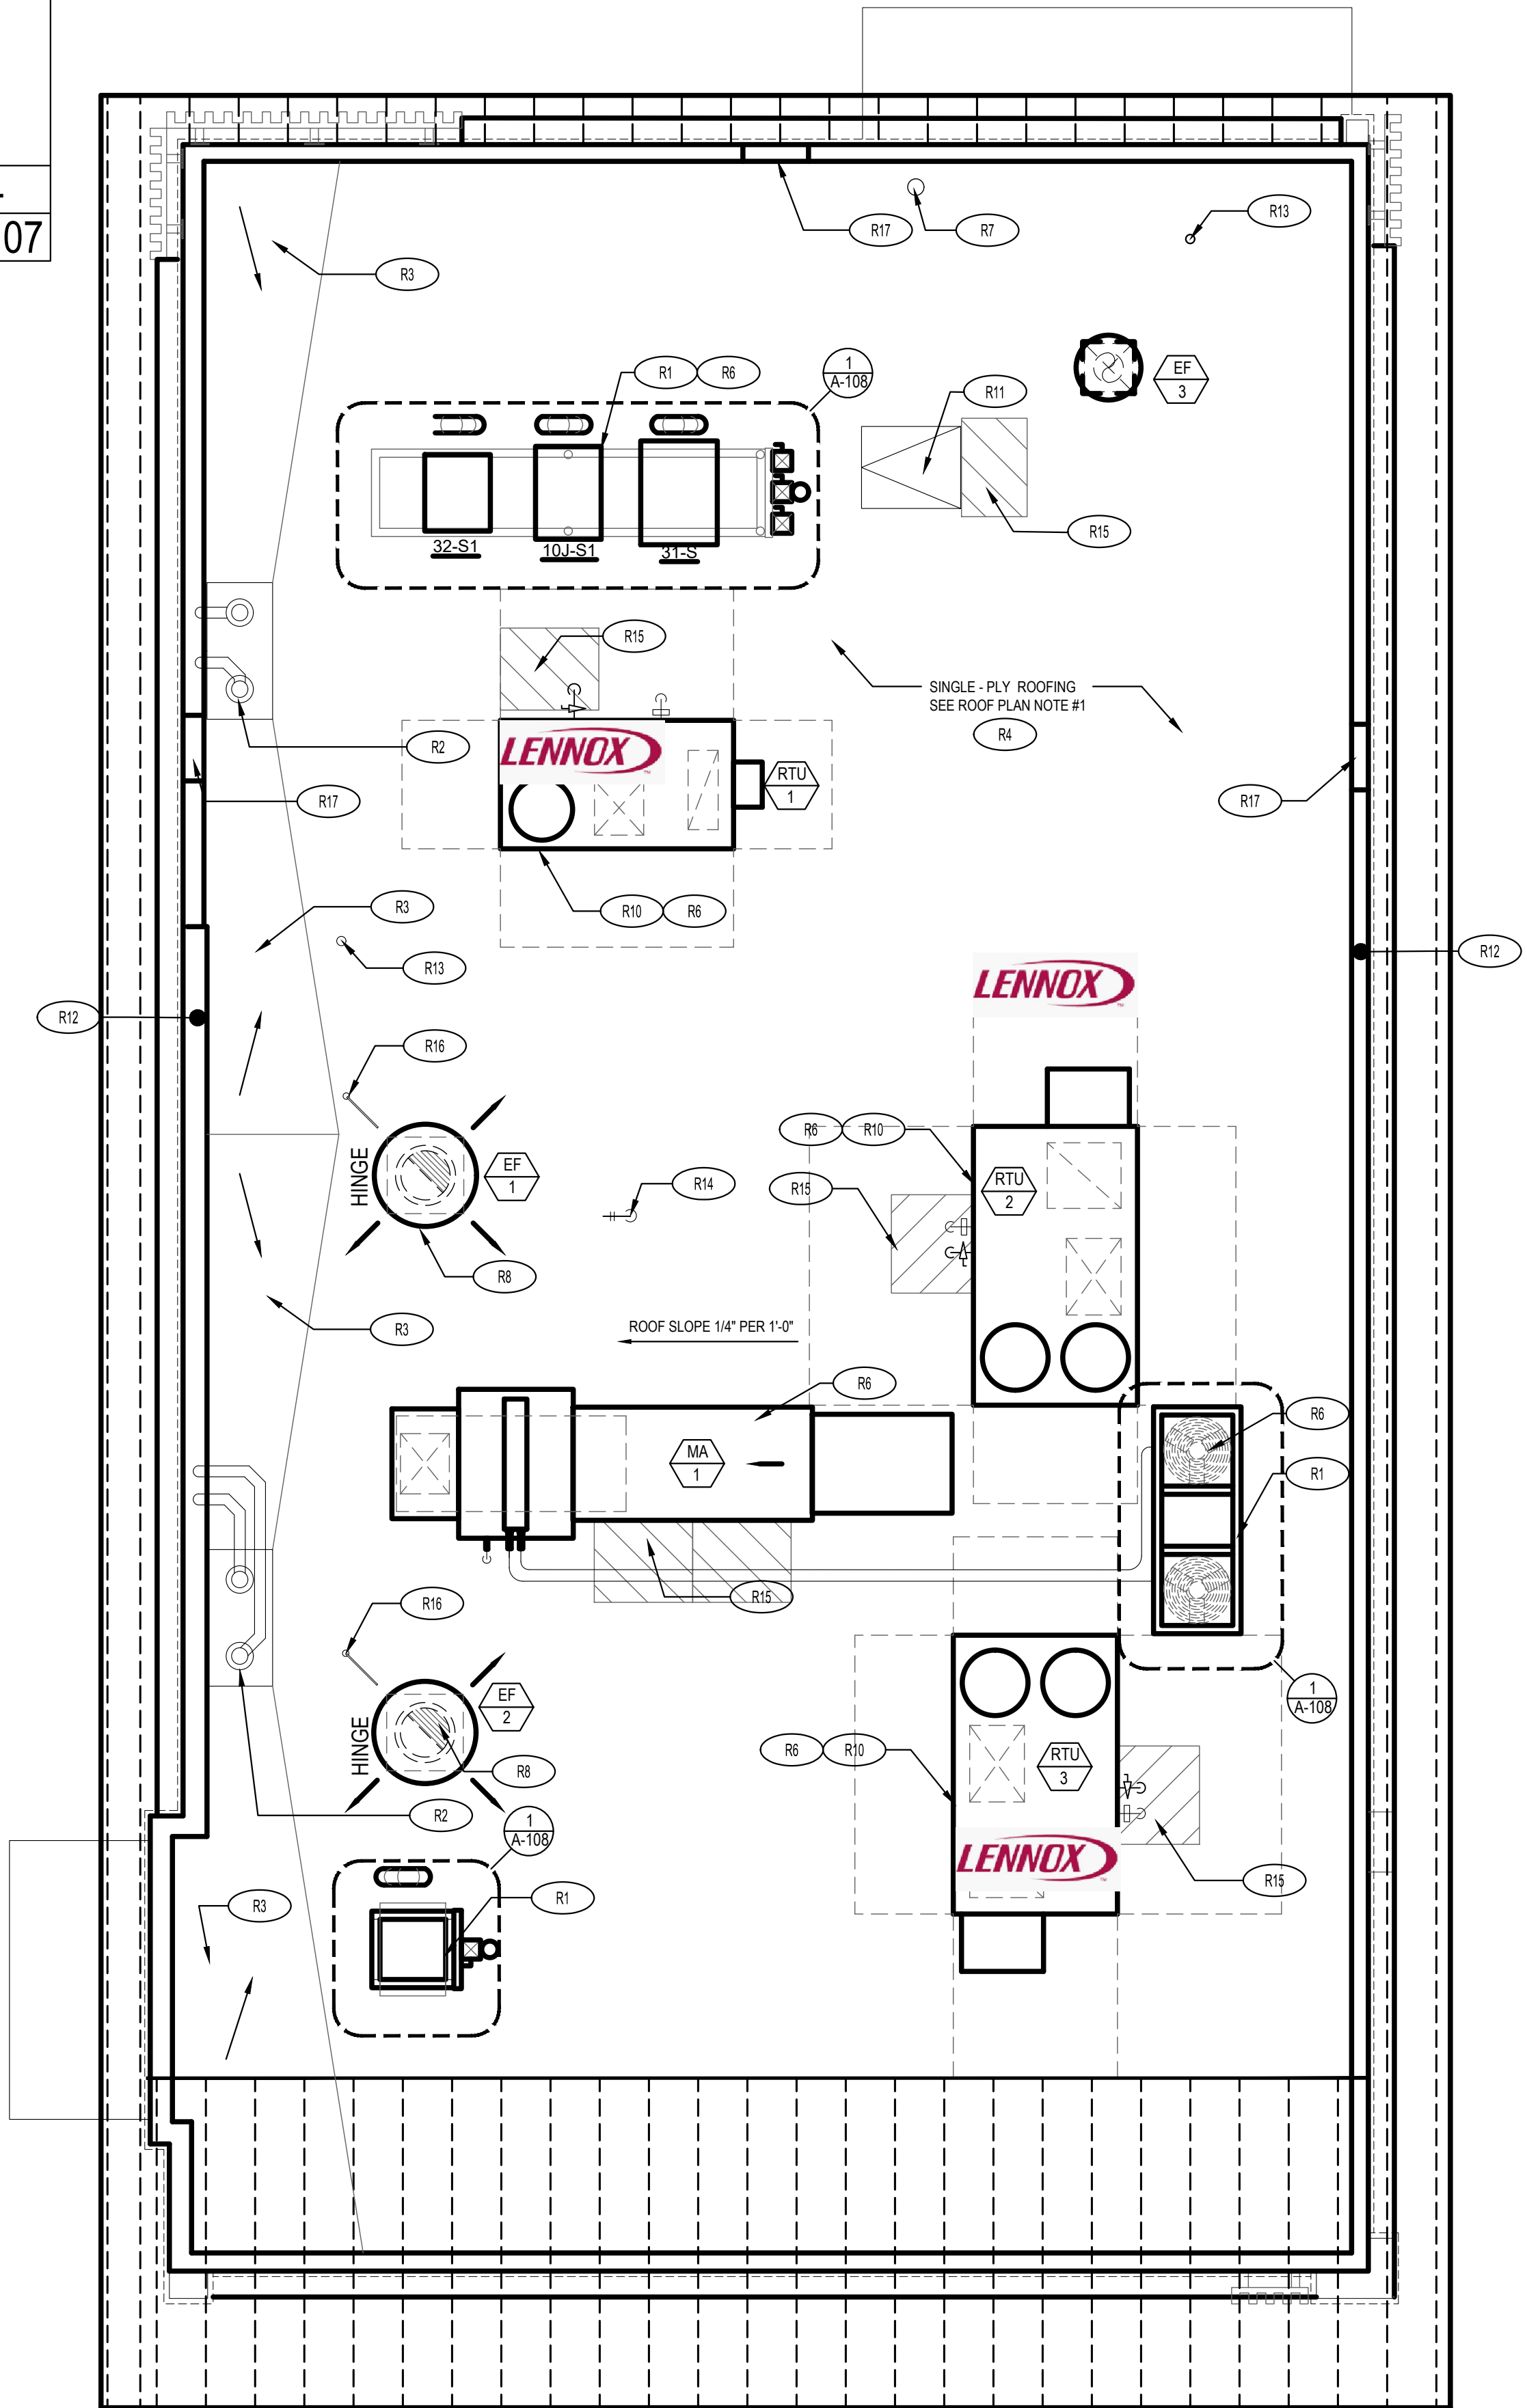 07
R17
R7
R13
R3
1
A-108
R1
R6
EF
3
R11
R15
32-S1
10J-S1
31-S
R15
SINGLE - PLY ROOFING
SEE ROOF PLAN NOTE #1
R4
R2
LENNOX
RTU
1
R17
R17
R3
R10
R6
R13
R12
LENNOX
R12
R16
HINGE
EF
1
R14
R6
R10
R15
RTU
2
R8
R3
ROOF SLOPE 1/4" PER 1'-0"
R6
R6
MA
1
R1
R15
R16
HINGE
EF
2
1
A-108
R6
R10
RTU
3
R8
R2
1
A-108
LENNOX
R15
R1
R3